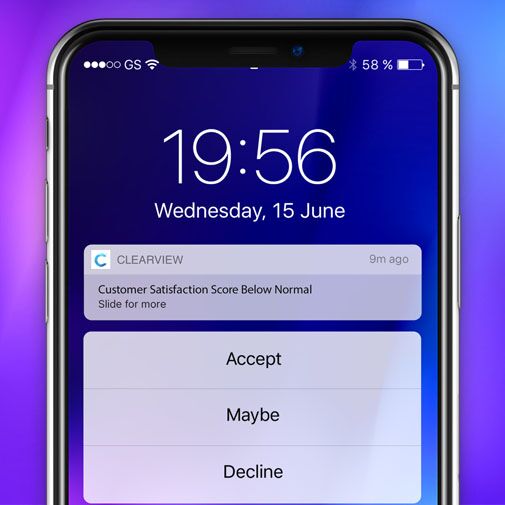 GS 58 %
19:56
Wednesday, 15 June
CLEARVIEW 9m ago
Customer Satisfaction Score Below Normal
Slide for more
Accept
Maybe
Decline